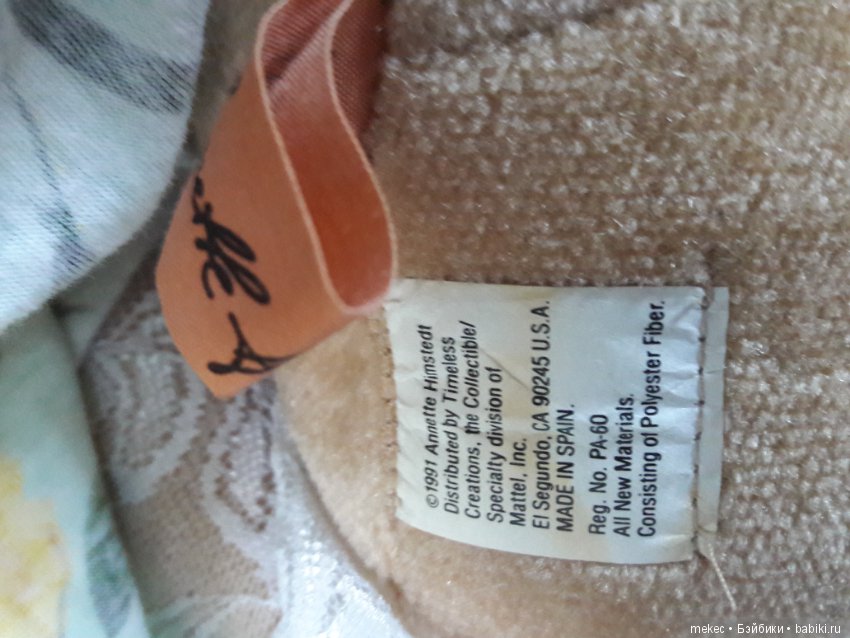 ©1991 Annette Himstedt
Distributed by Timeless
Creations, the Collectible/
Specialty division of
Mattel, Inc.
El Segundo, CA 90245 U.S.A.
MADE IN SPAIN.
Reg. No. PA-60
All New Materials.
Consisting of Polyester Fiber.
mekec • Бэйбики • babiki.ru